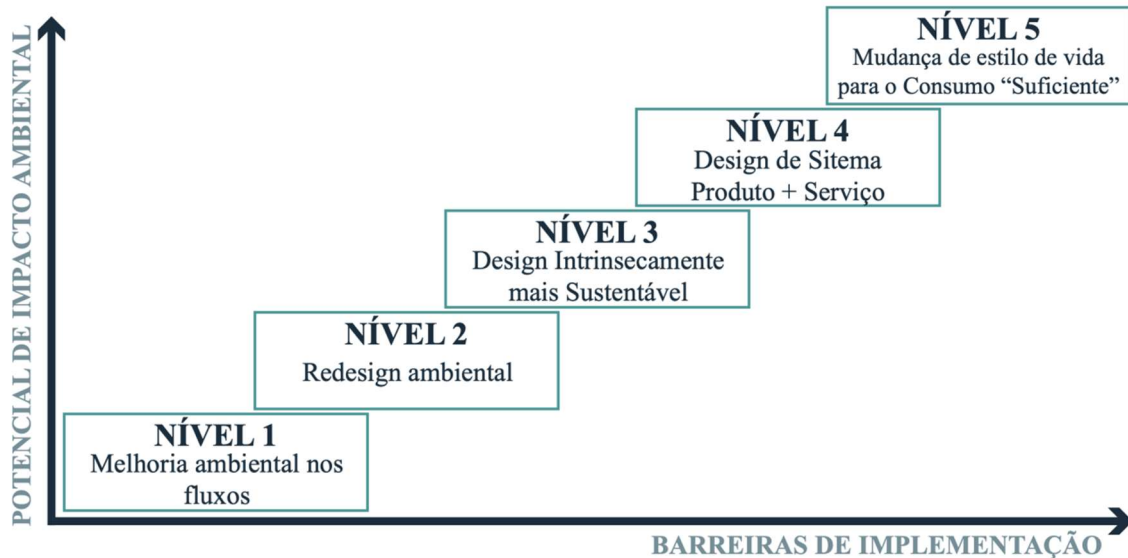 POTENCIAL DE IMPACTO AMBIENTAL
NÍVEL 5
Mudança de estilo de vida
para o Consumo “Suficiente”
NÍVEL 4
Design de Sitema
Produto + Serviço
NÍVEL 3
Design Intrinsecamente
mais Sustentável
NÍVEL 2
Redesign ambiental
NÍVEL 1
Melhoria ambiental nos
fluxos
BARREIRAS DE IMPLEMENTAÇÃO